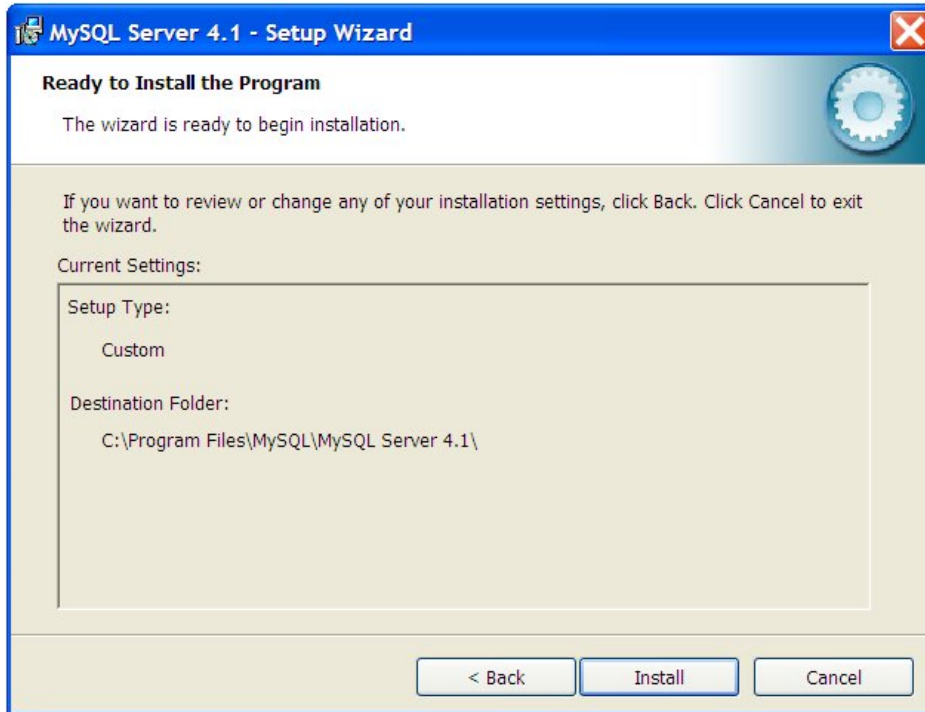 MySQL Server 4.1 - Setup Wizard
Ready to Install the Program
The wizard is ready to begin installation.
If you want to review or change any of your installation settings, click Back. Click Cancel to exit
the wizard.
Current Settings:
Setup Type:
Custom
Destination Folder:
C:\Program Files\MySQL\MySQL Server 4.1\
< Back
Install
Cancel